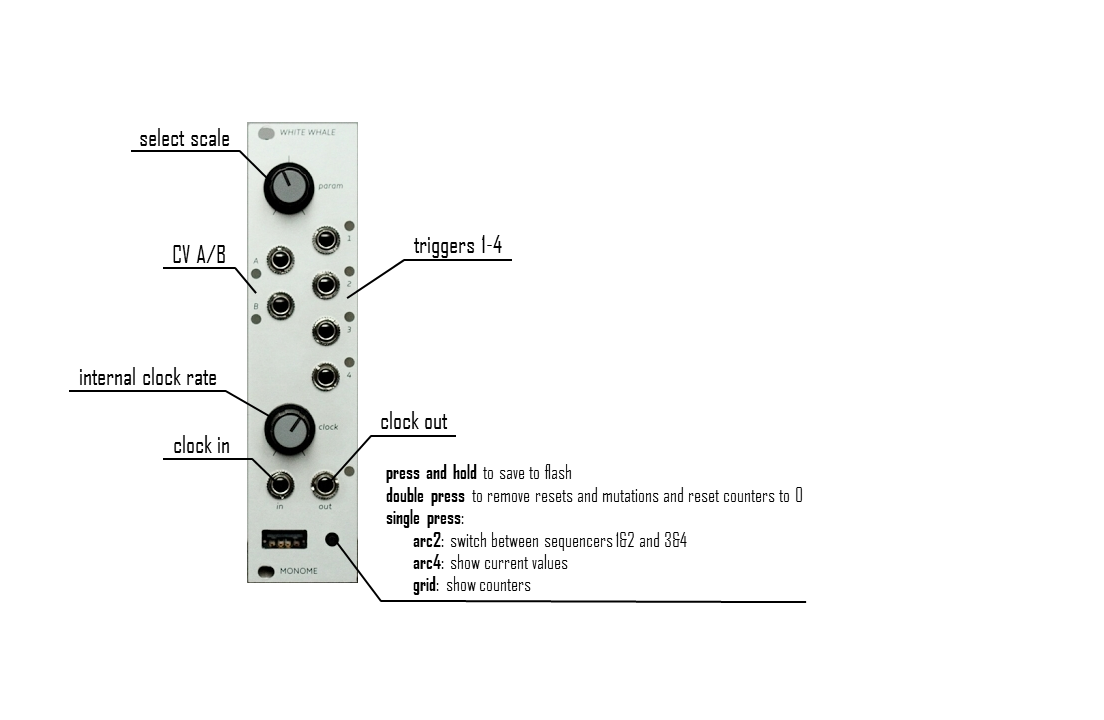 WHITE WHALE
select scale
param
1
triggers 1-4
CV A/B
A
2
B
3
4
internal clock rate
clock out
clock
clock in
press and hold to save to flash
double press to remove resets and mutations and reset counters to 0
in
out
single press:
arc2: switch between sequencers 1&2 and 3&4
arc4: show current values
MONOME
grid: show counters